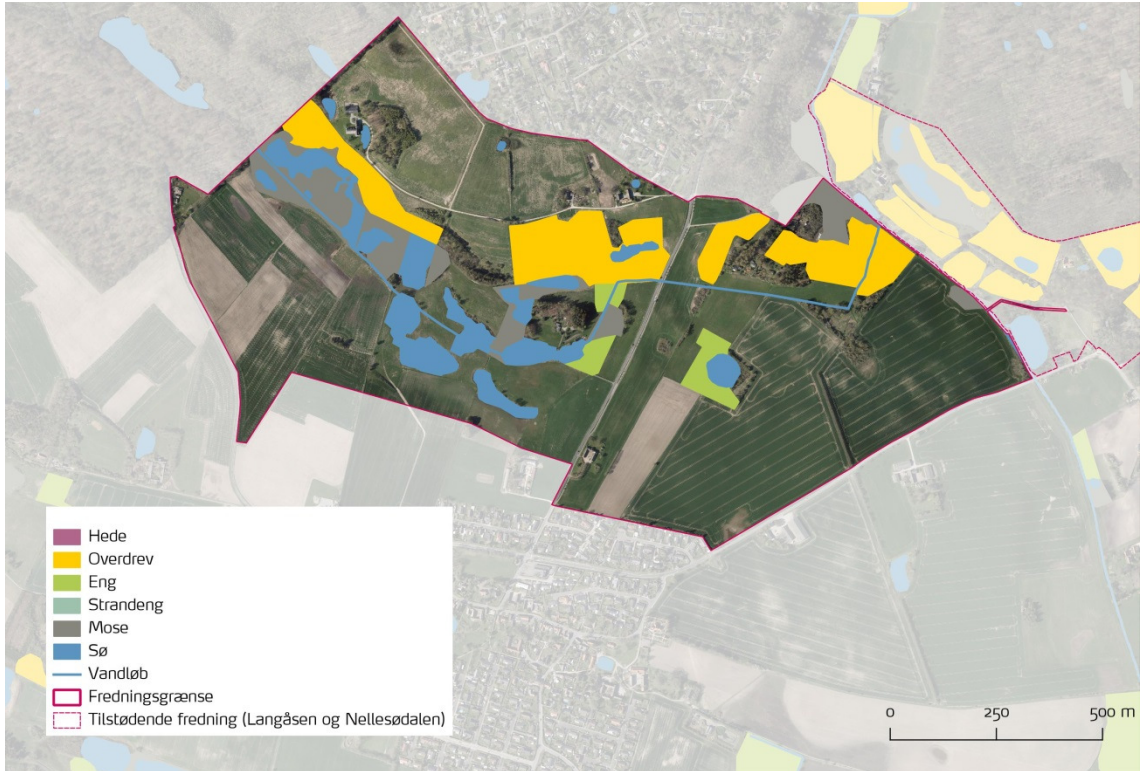 Hede
Overdrev
Eng
Strandeng
Mose
Sø
Vandløb
Fredningsgrænse
Tilstødende fredning (Langåsen og Nellesødalen)
0 250 500 m